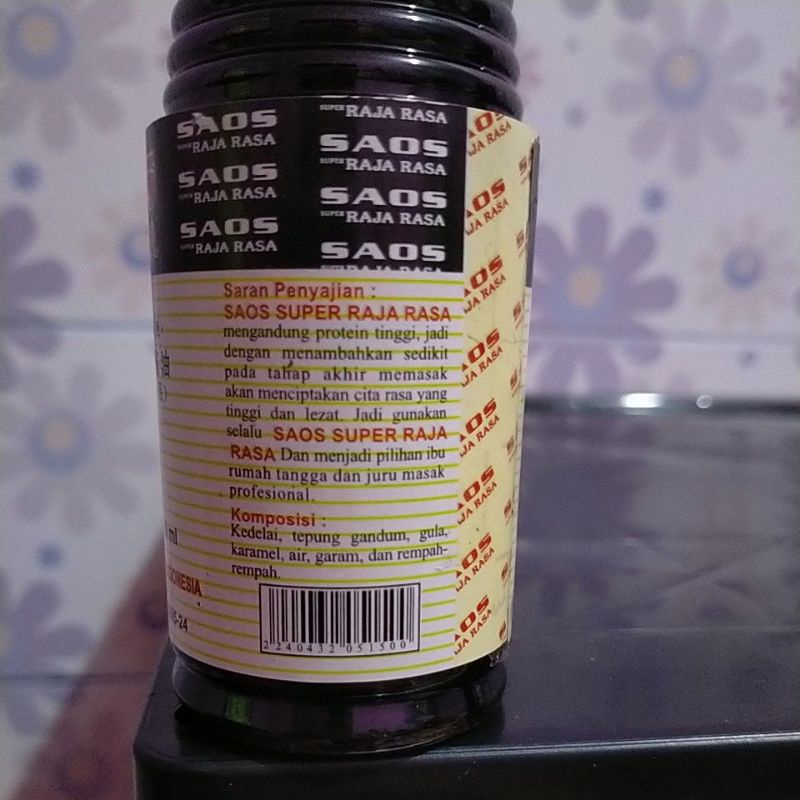 SAOS
SUPER RAJA RASA
SAOS
SUPER RAJA RASA
SAOS
SUPER RAJA RASA
SUPER RAJA RASA
SAOS
SUPER RAJA RASA
SAOS
SUPER RAJA RASA
SAOS
Saran Penyajian :
SAOS SUPER RAJA RASA
mengandung protein tinggi, jadi
dengan menambahkan sedikit
pada tahap akhir memasak
akan menciptakan cita rasa yang
tinggi dan lezat. Jadi gunakan
selalu SAOS SUPER RAJA
RASA Dan menjadi pilihan ibu
rumah tangga dan juru masak
profesional.
Komposisi :
Kedelai, tepung gandum, gula,
karamel, air, garam, dan rempah-
rempah.
2 240432 051500
ml
油